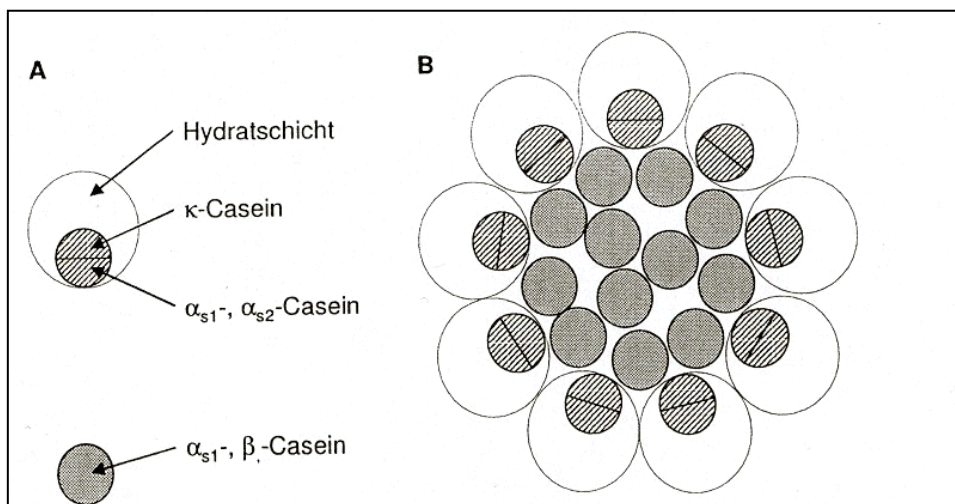 A
B
Hydratschicht
κ-Casein
αs1-, αs2-Casein
αs1-, β,-Casein